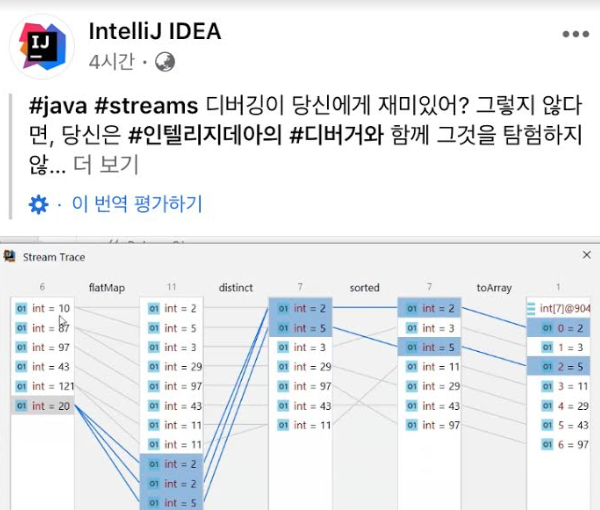 IntelliJ IDEA
4시간 ·
#java #streams 디버깅이 당신에게 재미있어? 그렇지 않다
면, 당신은 #인텔리지데아의 #디버거와 함께 그것을 탐험하지
않... 더 보기
· 이 번역 평가하기
Stream Trace
6 flatMap 11 distinct 7 sorted 7 toArray 1
01 int = 10
01 int = 87
01 int = 97
01 int = 43
01 int = 121
01 int = 20
01 int = 2
01 int = 5
01 int = 3
01 int = 29
01 int = 97
01 int = 43
01 int = 11
01 int = 11
01 int = 2
01 int = 2
01 int = 5
01 int = 2
01 int = 5
01 int = 3
01 int = 29
01 int = 97
01 int = 43
01 int = 11
01 int = 2
01 int = 3
01 int = 5
01 int = 11
01 int = 29
01 int = 43
01 int = 97
int[7]@904
01 0 = 2
01 1 = 3
01 2 = 5
01 3 = 11
01 4 = 29
01 5 = 43
01 6 = 97